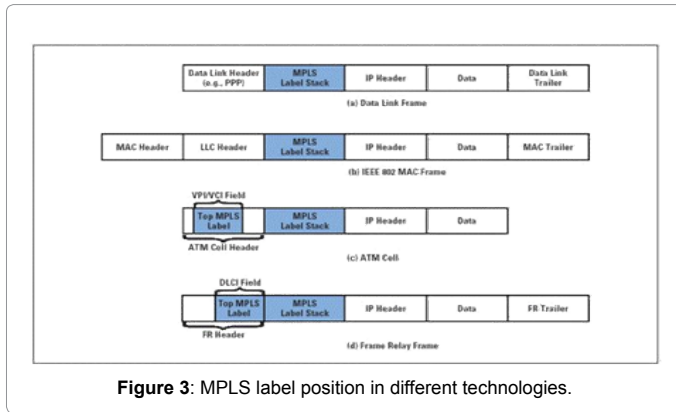 Data Link Header (e.g., PPP) MPLS Label Stack IP Header Data Data Link Trailer
(a) Data Link Frame
MAC Header LLC Header MPLS Label Stack IP Header Data MAC Trailer
(b) IEEE 802 MAC Frame
VPI/VCI Field
Top MPLS Label MPLS Label Stack IP Header Data
ATM Cell Header
(c) ATM Cell
DLCI Field
Top MPLS Label MPLS Label Stack IP Header Data FR Trailer
FR Header
(d) Frame Relay Frame
Figure 3: MPLS label position in different technologies.